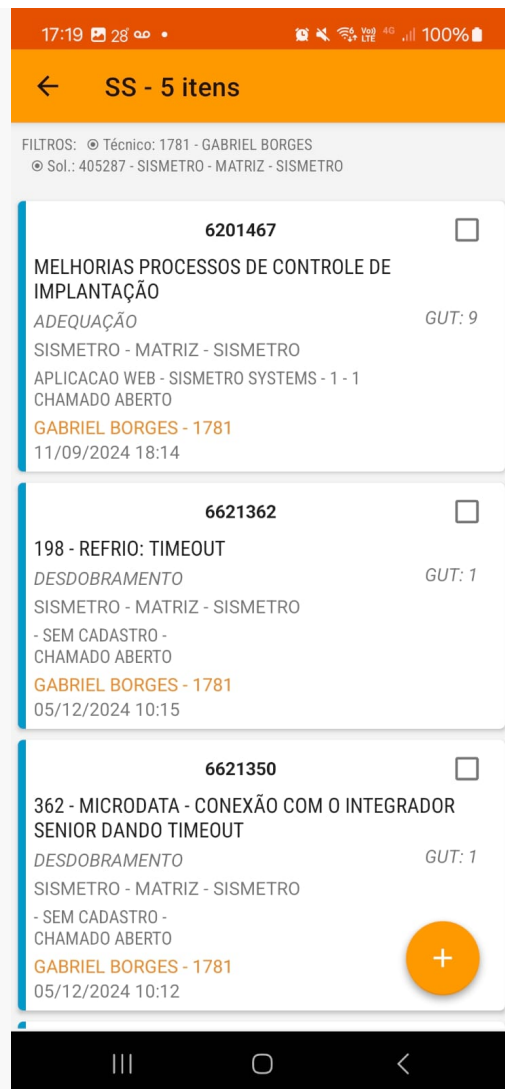 17:19 28°
Vo) LTE 4G 100%
SS - 5 itens
FILTROS: Técnico: 1781 - GABRIEL BORGES
Sol.: 405287 - SISMETRO - MATRIZ - SISMETRO
6201467
MELHORIAS PROCESSOS DE CONTROLE DE
IMPLANTAÇÃO
ADEQUAÇÃO GUT: 9
SISMETRO - MATRIZ - SISMETRO
APLICACAO WEB - SISMETRO SYSTEMS - 1 - 1
CHAMADO ABERTO
GABRIEL BORGES - 1781
11/09/2024 18:14
6621362
198 - REFRIO: TIMEOUT
DESDOBRAMENTO GUT: 1
SISMETRO - MATRIZ - SISMETRO
- SEM CADASTRO -
CHAMADO ABERTO
GABRIEL BORGES - 1781
05/12/2024 10:15
6621350
362 - MICRODATA - CONEXÃO COM O INTEGRADOR
SENIOR DANDO TIMEOUT
DESDOBRAMENTO GUT: 1
SISMETRO - MATRIZ - SISMETRO
- SEM CADASTRO -
CHAMADO ABERTO
GABRIEL BORGES - 1781
05/12/2024 10:12